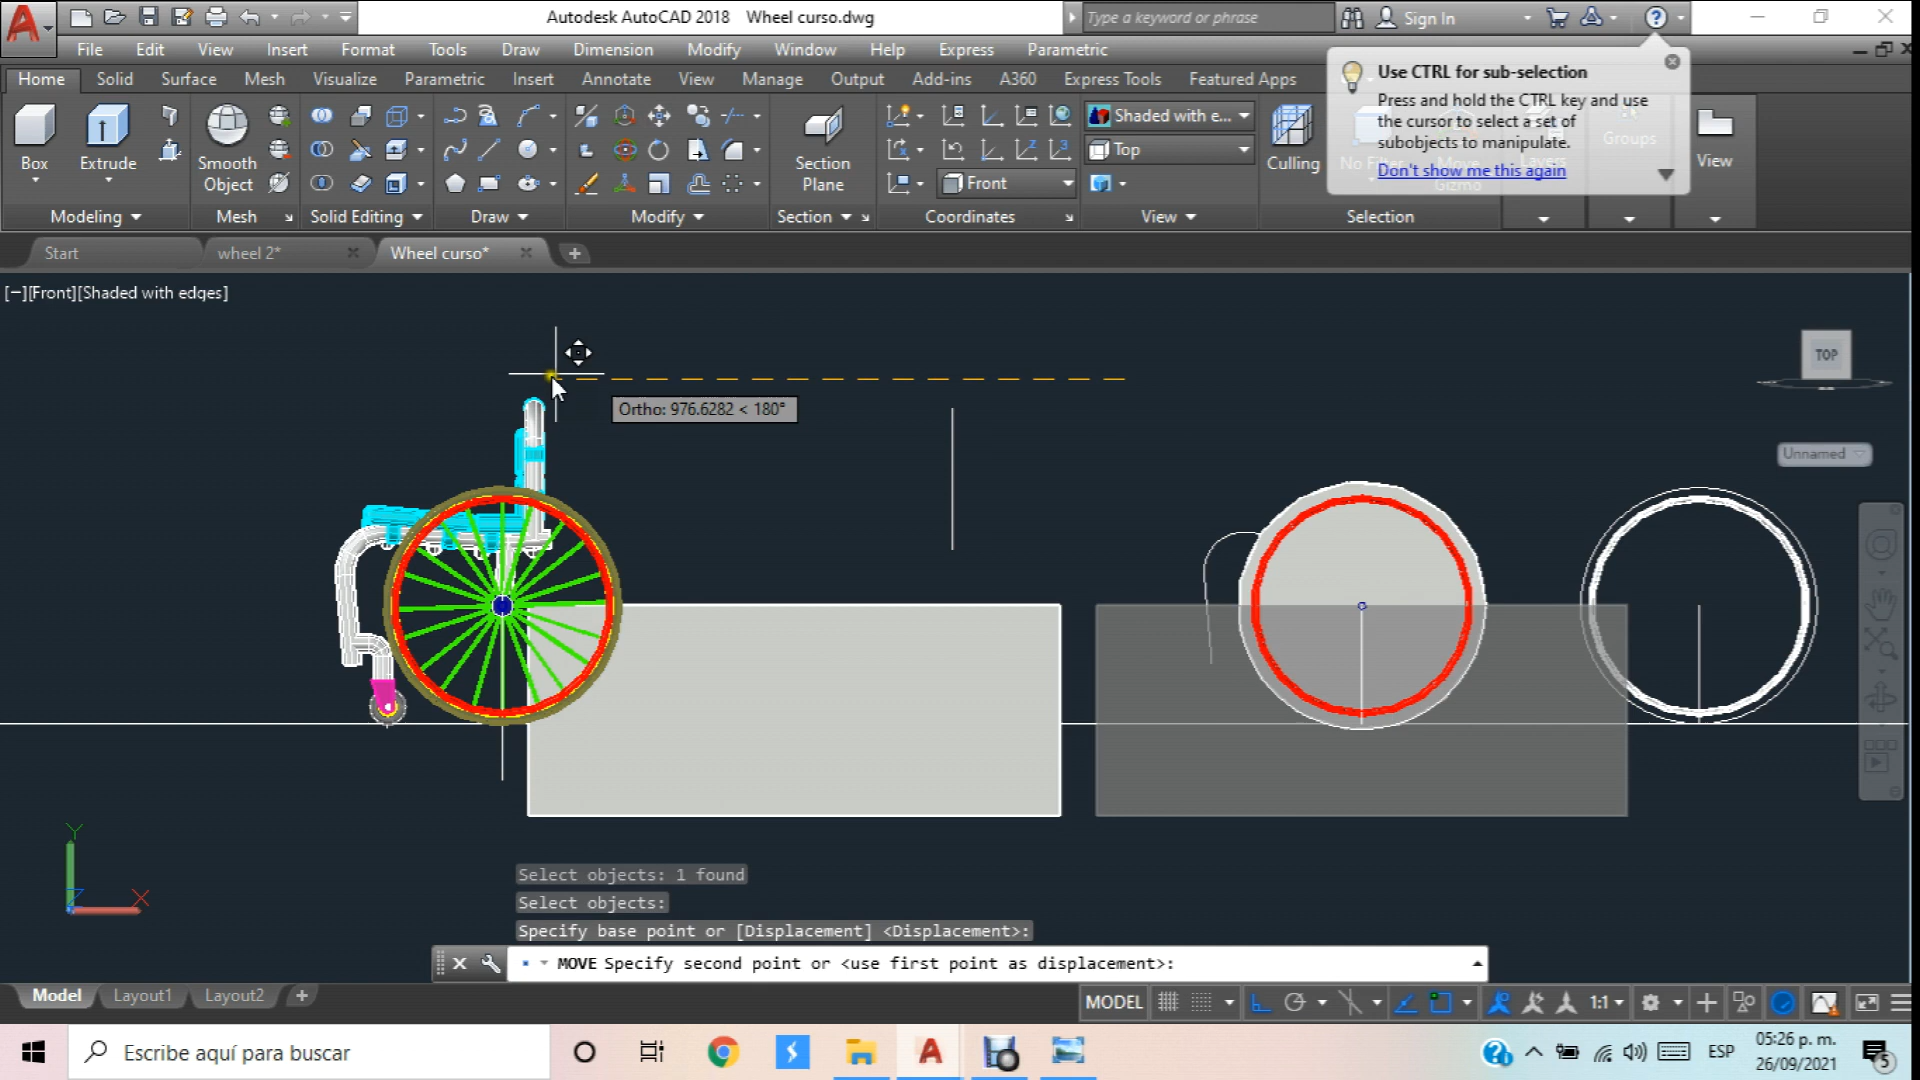 Autodesk AutoCAD 2018 Wheel curso.dwg
Type a keyword or phrase
Sign In
File Edit View Insert Format Tools Draw Dimension Modify Window Help Express Parametric
Home Solid Surface Mesh Visualize Parametric Insert Annotate View Manage Output Add-ins A360 Express Tools Featured Apps
Use CTRL for sub-selection
Press and hold the CTRL key and use
the cursor to select a set of
subobjects to manipulate.
Don't show me this again
Box
Extrude
Smooth
Object
Section
Plane
Shaded with e...
Top
Front
Culling
No Filter
Move
Gizmo
Layers
Groups
View
Modeling Mesh Solid Editing Draw Modify Section Coordinates View Selection
Start wheel 2* Wheel curso*
[−][Front][Shaded with edges]
TOP
Unnamed
Ortho: 976.6282 < 180°
Y
X
Z
Select objects: 1 found
Select objects:
Specify base point or [Displacement] <Displacement>:
MOVE Specify second point or <use first point as displacement>:
Model Layout1 Layout2
MODEL
1:1
Escribe aquí para buscar
ESP
05:26 p. m.
26/09/2021
5